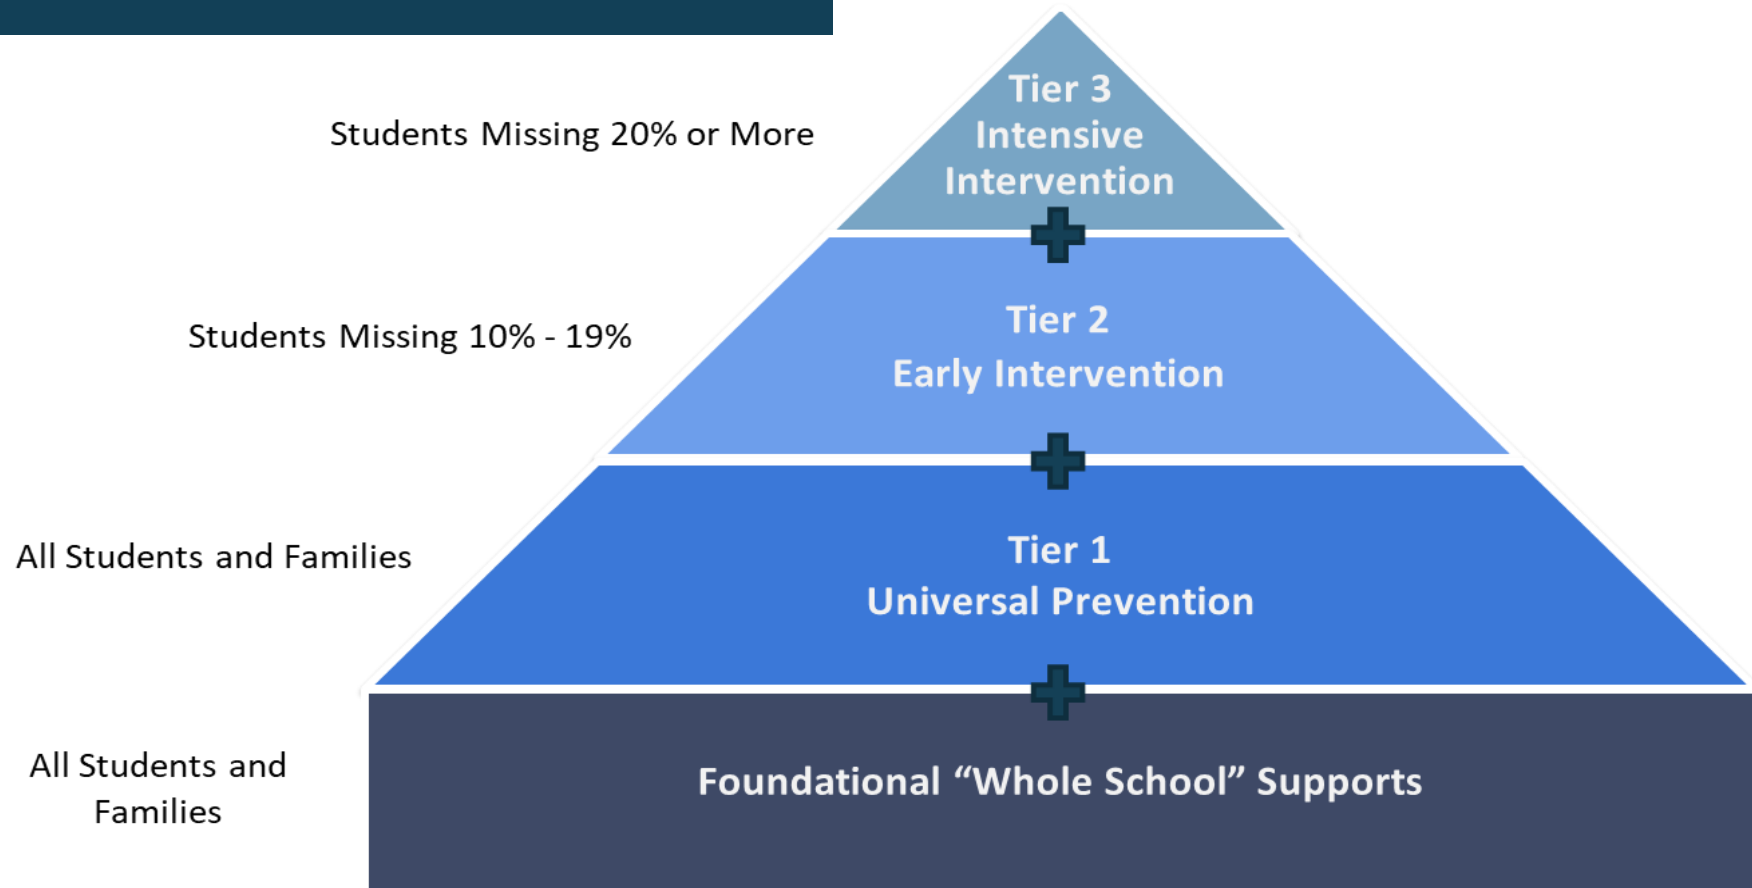 Tier 3
Intensive
Intervention
Students Missing 20% or More
Tier 2
Early Intervention
Students Missing 10% - 19%
Tier 1
Universal Prevention
All Students and Families
Foundational “Whole School” Supports
All Students and
Families